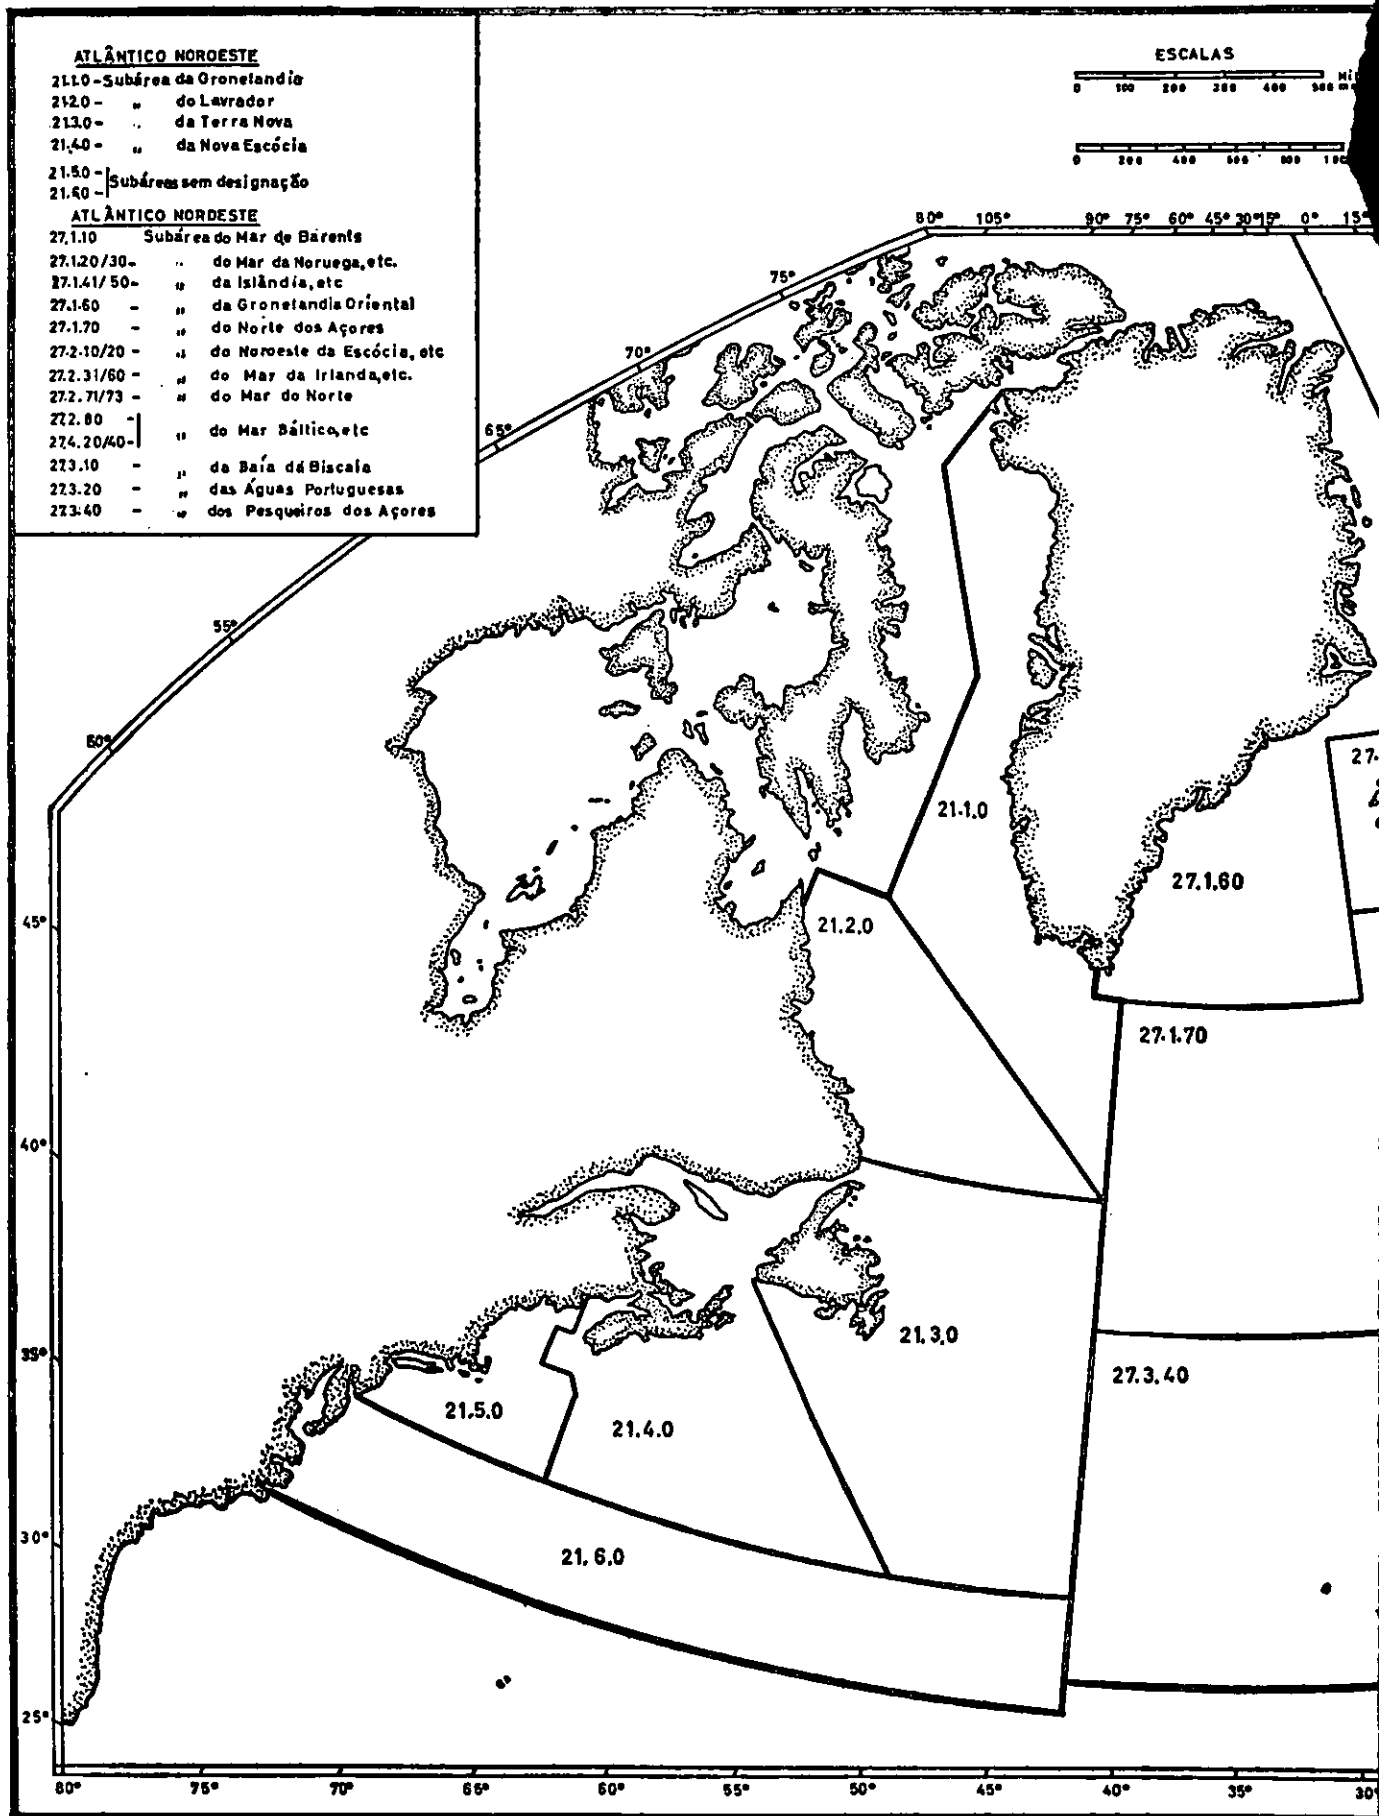 ATLÂNTICO NOROESTE
21.1.0 - Subárea da Gronelandia
21.2.0 - " do Lavrador
21.3.0 - " da Terra Nova
21.4.0 - " da Nova Escócia
21.5.0 -
21.6.0 -
Subáreas sem designação
ATLÂNTICO NORDESTE
27.1.10 Subárea do Mar de Barents
27.1.20/30 - " do Mar da Noruega, etc.
27.1.41/50 - " da Islândia, etc
27.1.60 - " da Gronelandia Oriental
27.1.70 - " do Norte dos Açores
27.2.10/20 - " do Noroeste da Escócia, etc
27.2.31/60 - " do Mar da Irlanda, etc.
27.2.71/73 - " do Mar do Norte
27.2.80 -
27.4.20/40 -
" do Mar Báltico, etc
27.3.10 - " da Baía da Biscaia
27.3.20 - " das Águas Portuguesas
27.3.40 - " dos Pesqueiros dos Açores
ESCALAS
0 100 200 300 400 500
0 200 400 600 800
80° 105° 90° 75° 60° 45° 30° 15° 0° 15°
75°
70°
65°
55°
50°
27.
21.1.0
27.1.60
21.2.0
45°
27.1.70
40°
21.3.0
35°
27.3.40
21.5.0
21.4.0
30°
21.6.0
25°
80° 75° 70° 65° 60° 55° 50° 45° 40° 35° 30°